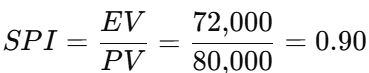 SPI = EV/PV = 72,000/80,000 = 0.90